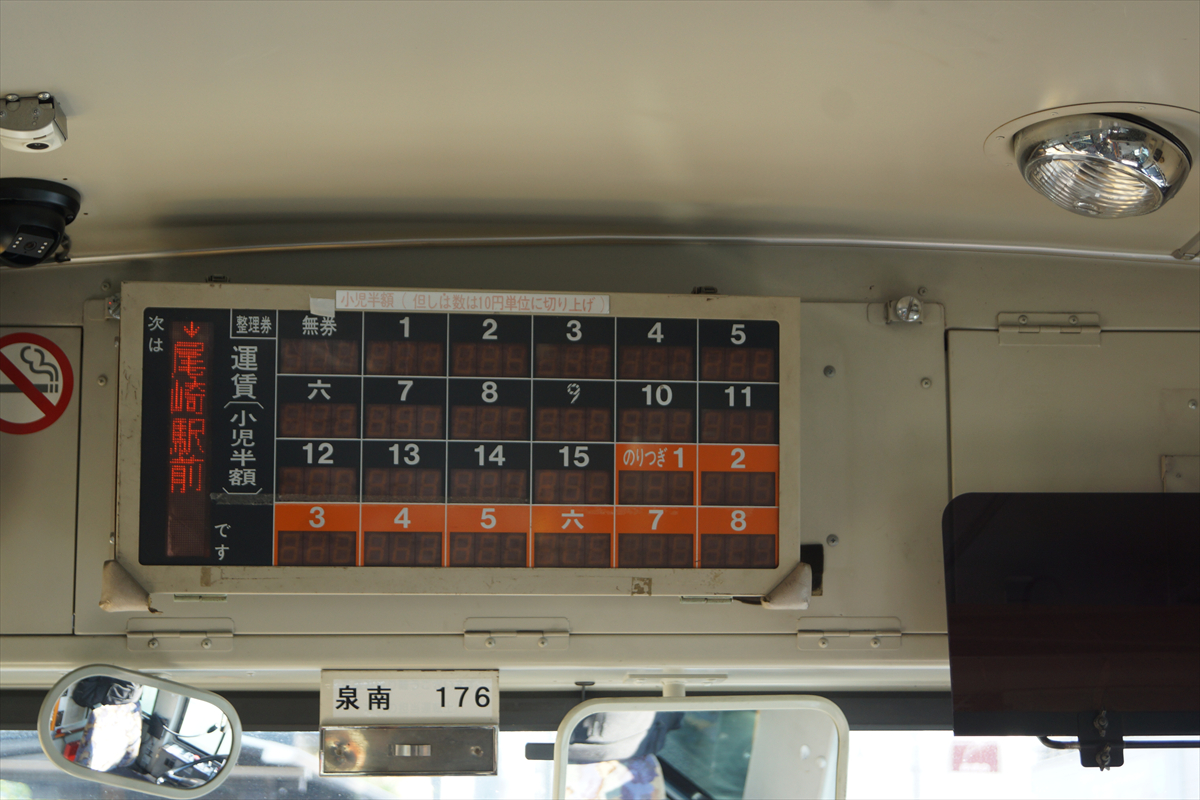 小児半額(但しは数は10円単位に切り上げ)
次は
↓尾崎駅前
です
整理券
運賃(小児半額)
無券 1 2 3 4 5
六 7 8 9 10 11
12 13 14 15 のりつぎ 1 2
3 4 5 六 7 8
泉南 176